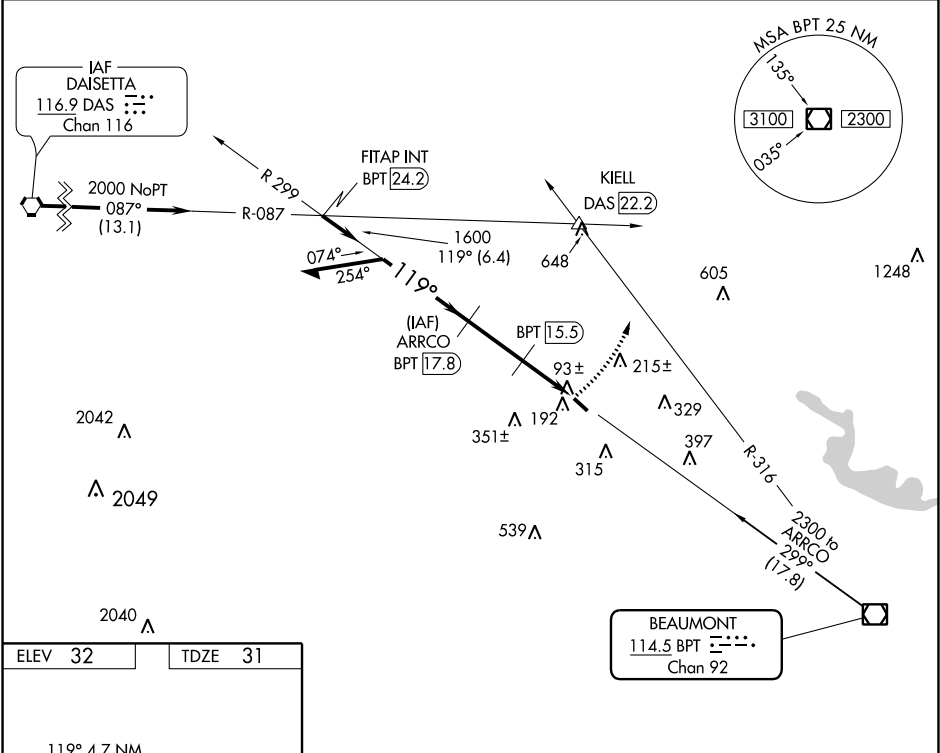 MSA BPT 25 NM
135°
3100
2300
035°
IAF
DAISETTA
116.9 DAS
Chan 116
2000 NoPT
087°
(13.1)
R 299
R-087
FITAP INT
BPT 24.2
KIELL
DAS 22.2
1600
119° (6.4)
648
074°
254°
119°
605
1248
(IAF)
ARRCO
BPT 17.8
BPT 15.5
93±
215±
192
329
351±
315
397
R-316
2042
2049
539
2300 to
ARRCO
299°
(17.8)
2040
BEAUMONT
114.5 BPT
Chan 92
ELEV 32
TDZE 31
119° 4.7 NM